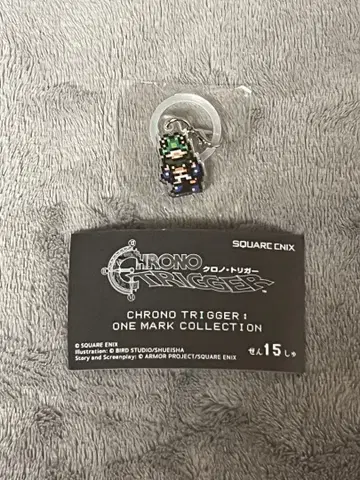 SQUARE ENIX
CHRONO
クロノ・トリガー
TRIGGER
CHRONO TRIGGER :
ONE MARK COLLECTION
© SQUARE ENIX
Illustration: © BIRD STUDIO/SHUEISHA
Story and Screenplay: © ARMOR PROJECT/SQUARE ENIX
ぜん15しゅ